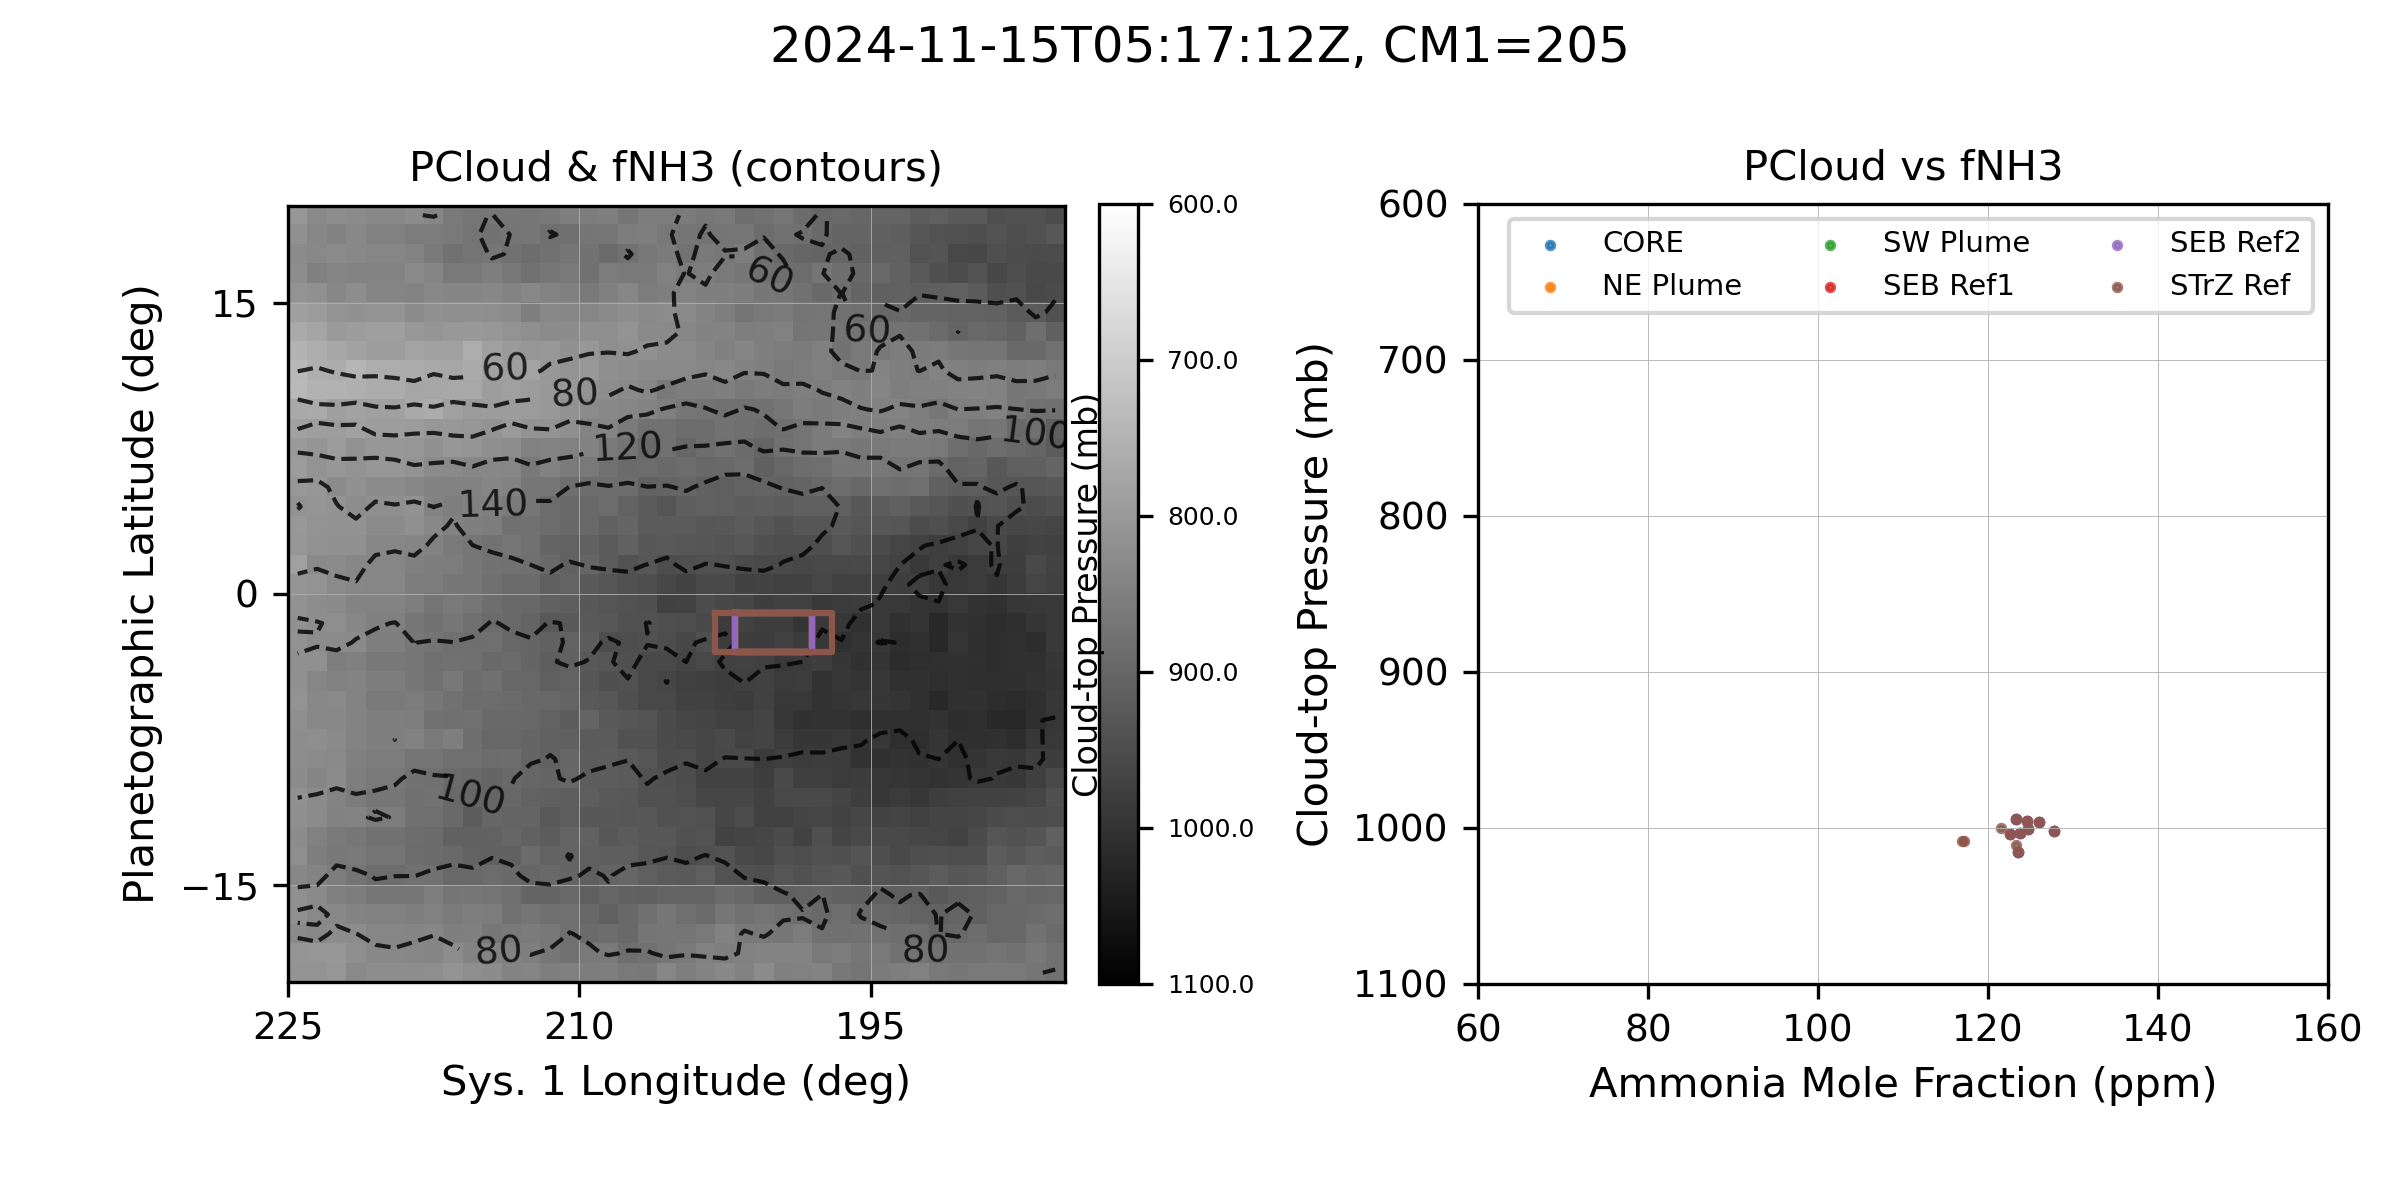 2024-11-15T05:17:12Z, CM1=205
PCloud & fNH3 (contours)
Planetographic Latitude (deg)
15
0
−15
225
210
195
Sys. 1 Longitude (deg)
60
60
60
80
100
120
140
100
80
80
Cloud-top Pressure (mb)
600.0
700.0
800.0
900.0
1000.0
1100.0
PCloud vs fNH3
Cloud-top Pressure (mb)
600
700
800
900
1000
1100
CORE
NE Plume
SW Plume
SEB Ref1
SEB Ref2
STrZ Ref
60
80
100
120
140
160
Ammonia Mole Fraction (ppm)